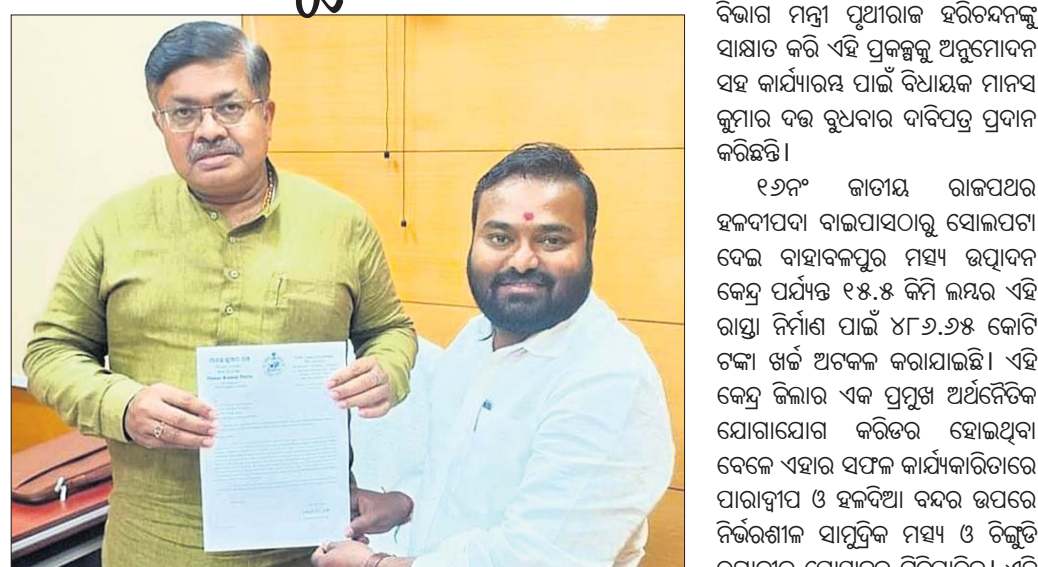 ବିଭାଗ ମନ୍ତ୍ରୀ ପୃଥୀରାଜ ହରିଚନ୍ଦନଙ୍କୁ
ସାକ୍ଷାତ କରି ଏହି ପ୍ରକଳ୍ପକୁ ଅନୁମୋଦନ
ସହ କାର୍ଯ୍ୟାରମ୍ଭ ପାଇଁ ବିଧାୟକ ମାନସ
କୁମାର ଦତ୍ତ ବୁଧବାର ଦାବିପତ୍ର ପ୍ରଦାନ
କରିଛନ୍ତି।
୧୬ନଂ ଜାତୀୟ ରାଜପଥର
ହଳଦୀପଦା ବାଇପାସଠାରୁ ସୋଲପଟା
ଦେଇ ବାହାବଳପୁର ମତ୍ସ୍ୟ ଉତ୍ପାଦନ
କେନ୍ଦ୍ର ପର୍ଯ୍ୟନ୍ତ ୧୫.୫ କିମି ଲମ୍ବର ଏହି
ରାସ୍ତା ନିର୍ମାଣ ପାଇଁ ୪୮୬.୬୫ କୋଟି
ଟଙ୍କା ଖର୍ଚ୍ଚ ଅଟକଳ କରାଯାଇଛି। ଏହି
କେନ୍ଦ୍ର ଜିଲାର ଏକ ପ୍ରମୁଖ ଅର୍ଥନୈତିକ
ଯୋଗାଯୋଗ କରିଡର ହୋଇଥିବା
ବେଳେ ଏହାର ସଫଳ କାର୍ଯ୍ୟକାରିତାରେ
ପାରାଦ୍ୱୀପ ଓ ହଳଦିଆ ବନ୍ଦର ଉପରେ
ନିର୍ଭରଶୀଳ ସାମୁଦ୍ରିକ ମତ୍ସ୍ୟ ଓ ଚିଙ୍ଗୁଡି